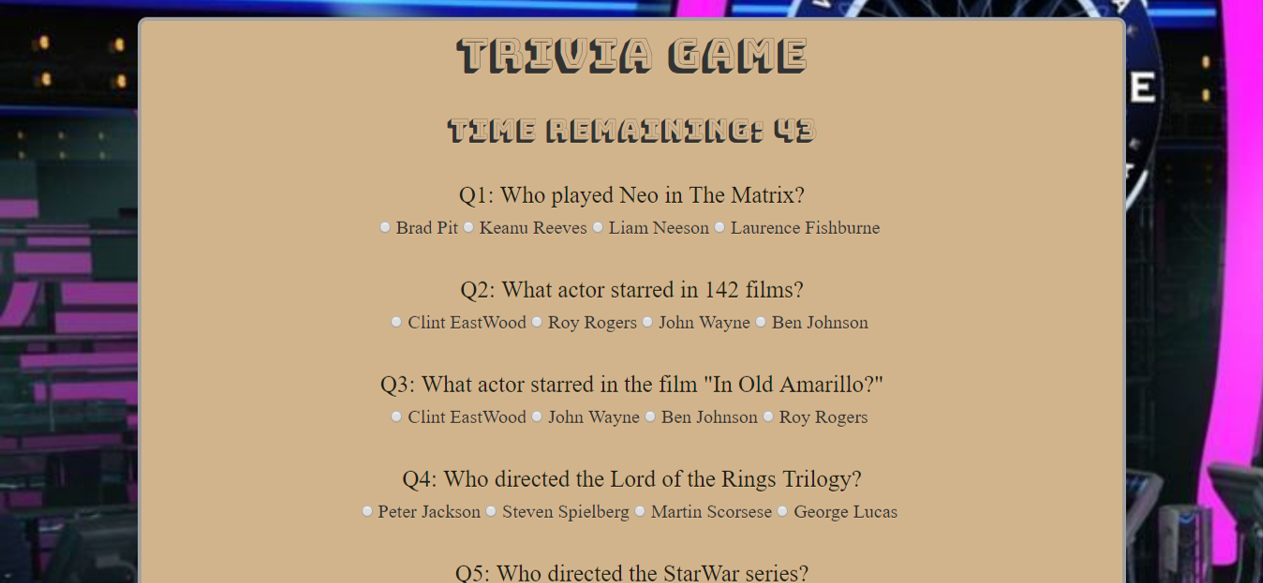 TRIVIA GAME
TIME REMAINING: 43
Q1: Who played Neo in The Matrix?
Brad Pit Keanu Reeves Liam Neeson Laurence Fishburne
Q2: What actor starred in 142 films?
Clint EastWood Roy Rogers John Wayne Ben Johnson
Q3: What actor starred in the film "In Old Amarillo?"
Clint EastWood John Wayne Ben Johnson Roy Rogers
Q4: Who directed the Lord of the Rings Trilogy?
Peter Jackson Steven Spielberg Martin Scorsese George Lucas
Q5: Who directed the StarWar series?